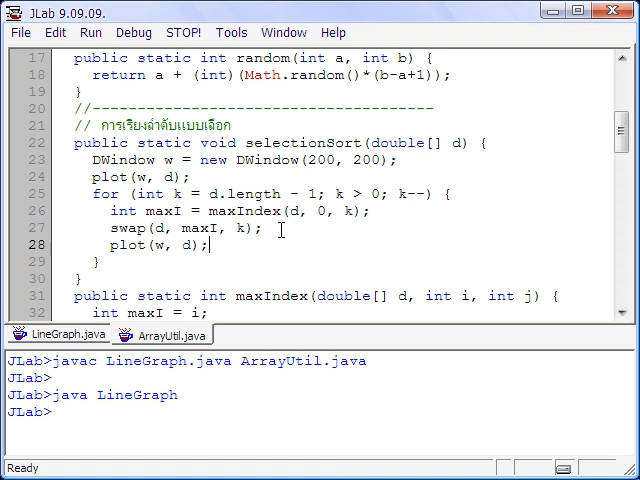 JLab 9.09.09.
File Edit Run Debug STOP! Tools Window Help
17 public static int random(int a, int b) {
18 return a + (int)(Math.random()*(b-a+1));
19 }
20 //--------------------------------------
21 // การเรียงลำดับแบบเลือก
22 public static void selectionSort(double[] d) {
23 DWindow w = new DWindow(200, 200);
24 plot(w, d);
25 for (int k = d.length - 1; k > 0; k--) {
26 int maxI = maxIndex(d, 0, k);
27 swap(d, maxI, k);
28 plot(w, d);
29 }
30 }
31 public static int maxIndex(double[] d, int i, int j) {
32 int maxI = i;
LineGraph.java ArrayUtil.java
JLab>javac LineGraph.java ArrayUtil.java
JLab>
JLab>java LineGraph
JLab>
Ready